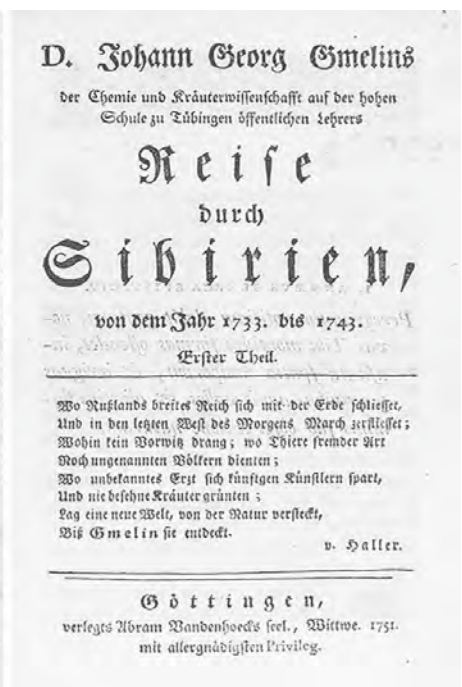 D. Johann Georg Gmelins
der Chemie und Kräuterwissenschafft auf der hohen
Schule zu Tübingen öffentlichen Lehrers
Reise
durch
Sibirien,
von dem Jahr 1733. bis 1743.
Erster Theil.
Wo Rußlands breites Reich sich mit der Erde schliesset,
Und in den letzten West des Morgens March zerfliesset;
Wohin kein Vorwitz drang; wo Thiere fremder Art
Noch ungenannten Völkern dienten;
Wo unbekanntes Erzt sich künftgen Künstlern spart,
Und nie besehne Kräuter grünten;
Lag eine neue Welt, von der Natur versteckt,
Biß Gmelin sie entdeckt.
v. Haller.
Göttingen,
verlegts Abram Vandenhoecks seel., Wittwe. 1751.
mit allergnädigsten Privileg.